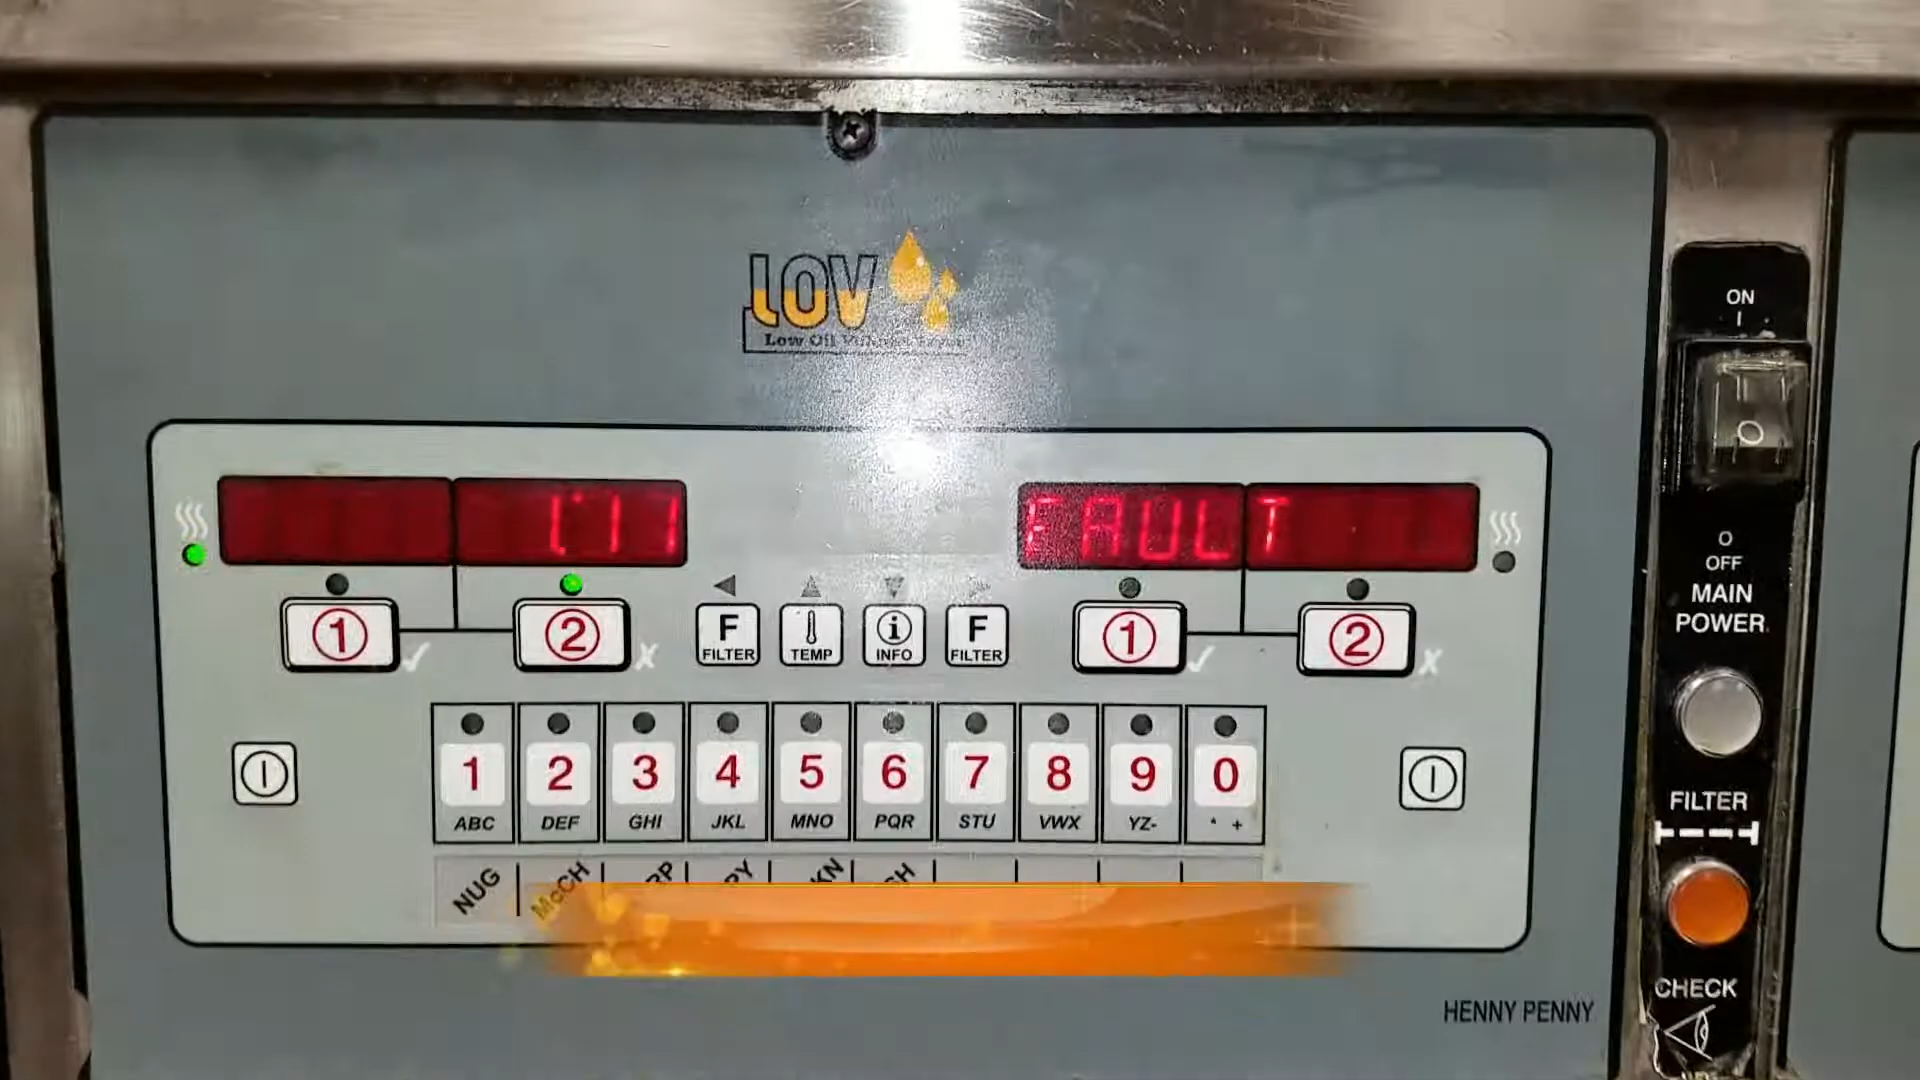 LOV
Low Oil Volume Fryer
FAULT
1
2
F
FILTER
TEMP
i
INFO
F
FILTER
1
2
1
2
3
4
5
6
7
8
9
0
ABC
DEF
GHI
JKL
MNO
PQR
STU
VWX
YZ-
* +
NUG
McCH
HENNY PENNY
ON
I
O
O
OFF
MAIN
POWER
FILTER
CHECK